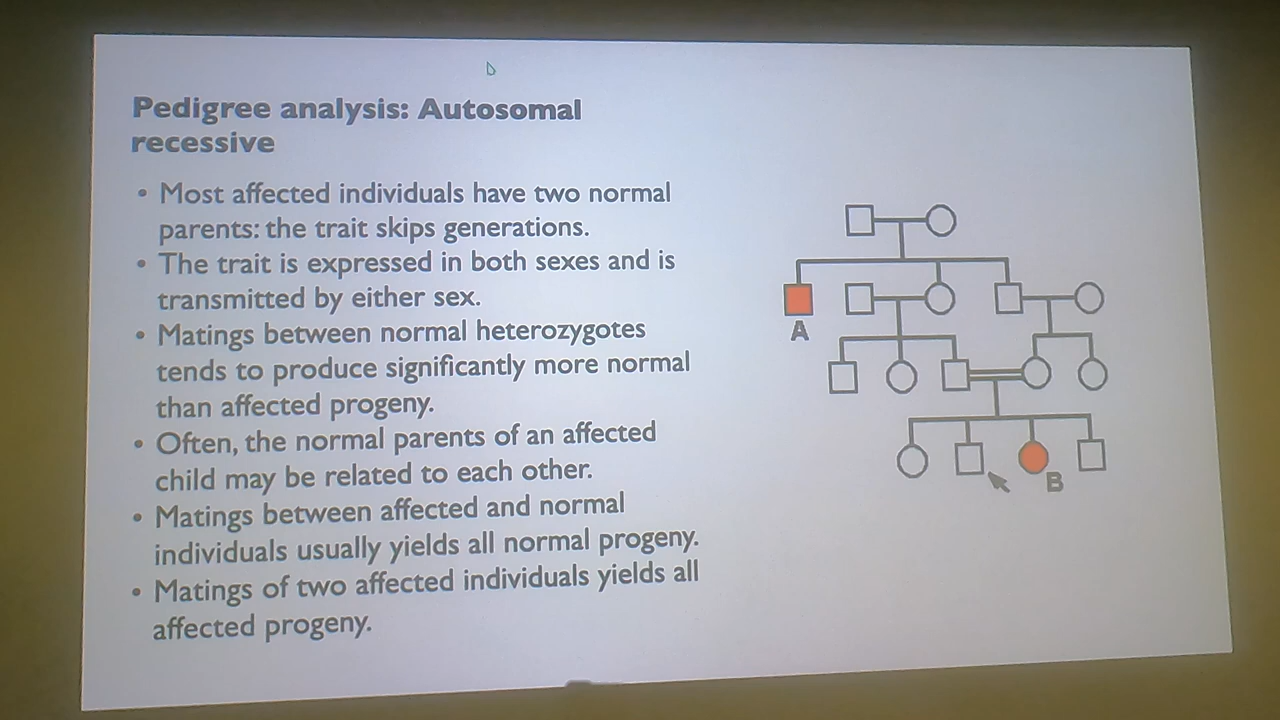 Pedigree analysis: Autosomal
recessive
• Most affected individuals have two normal
parents: the trait skips generations.
• The trait is expressed in both sexes and is
transmitted by either sex.
• Matings between normal heterozygotes
tends to produce significantly more normal
than affected progeny.
• Often, the normal parents of an affected
child may be related to each other.
• Matings between affected and normal
individuals usually yields all normal progeny.
• Matings of two affected individuals yields all
affected progeny.
A
B